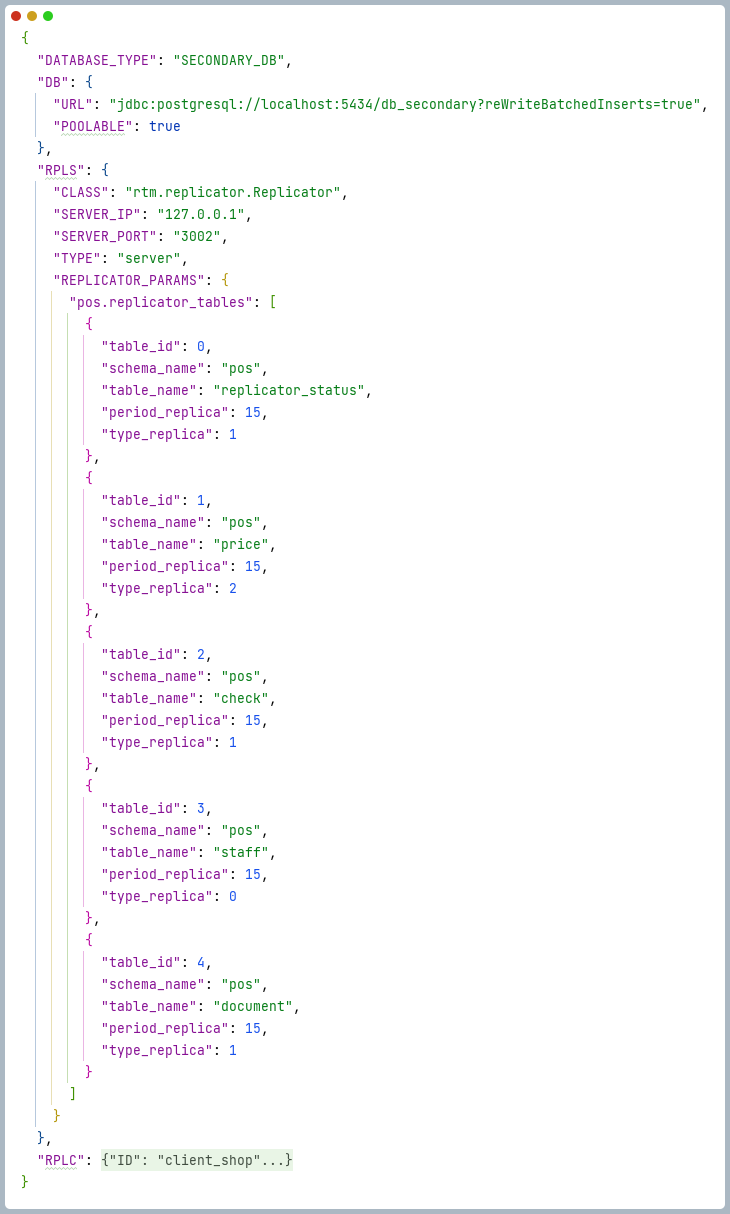 {
  "DATABASE_TYPE": "SECONDARY_DB",
  "DB": {
    "URL": "jdbc:postgresql://localhost:5434/db_secondary?reWriteBatchedInserts=true",
    "POOLABLE": true
  },
  "RPLS": {
    "CLASS": "rtm.replicator.Replicator",
    "SERVER_IP": "127.0.0.1",
    "SERVER_PORT": "3002",
    "TYPE": "server",
    "REPLICATOR_PARAMS": {
      "pos.replicator_tables": [
        {
          "table_id": 0,
          "schema_name": "pos",
          "table_name": "replicator_status",
          "period_replica": 15,
          "type_replica": 1
        },
        {
          "table_id": 1,
          "schema_name": "pos",
          "table_name": "price",
          "period_replica": 15,
          "type_replica": 2
        },
        {
          "table_id": 2,
          "schema_name": "pos",
          "table_name": "check",
          "period_replica": 15,
          "type_replica": 1
        },
        {
          "table_id": 3,
          "schema_name": "pos",
          "table_name": "staff",
          "period_replica": 15,
          "type_replica": 0
        },
        {
          "table_id": 4,
          "schema_name": "pos",
          "table_name": "document",
          "period_replica": 15,
          "type_replica": 1
        }
      ]
    }
  },
  "RPLC": {"ID": "client_shop"...}
}